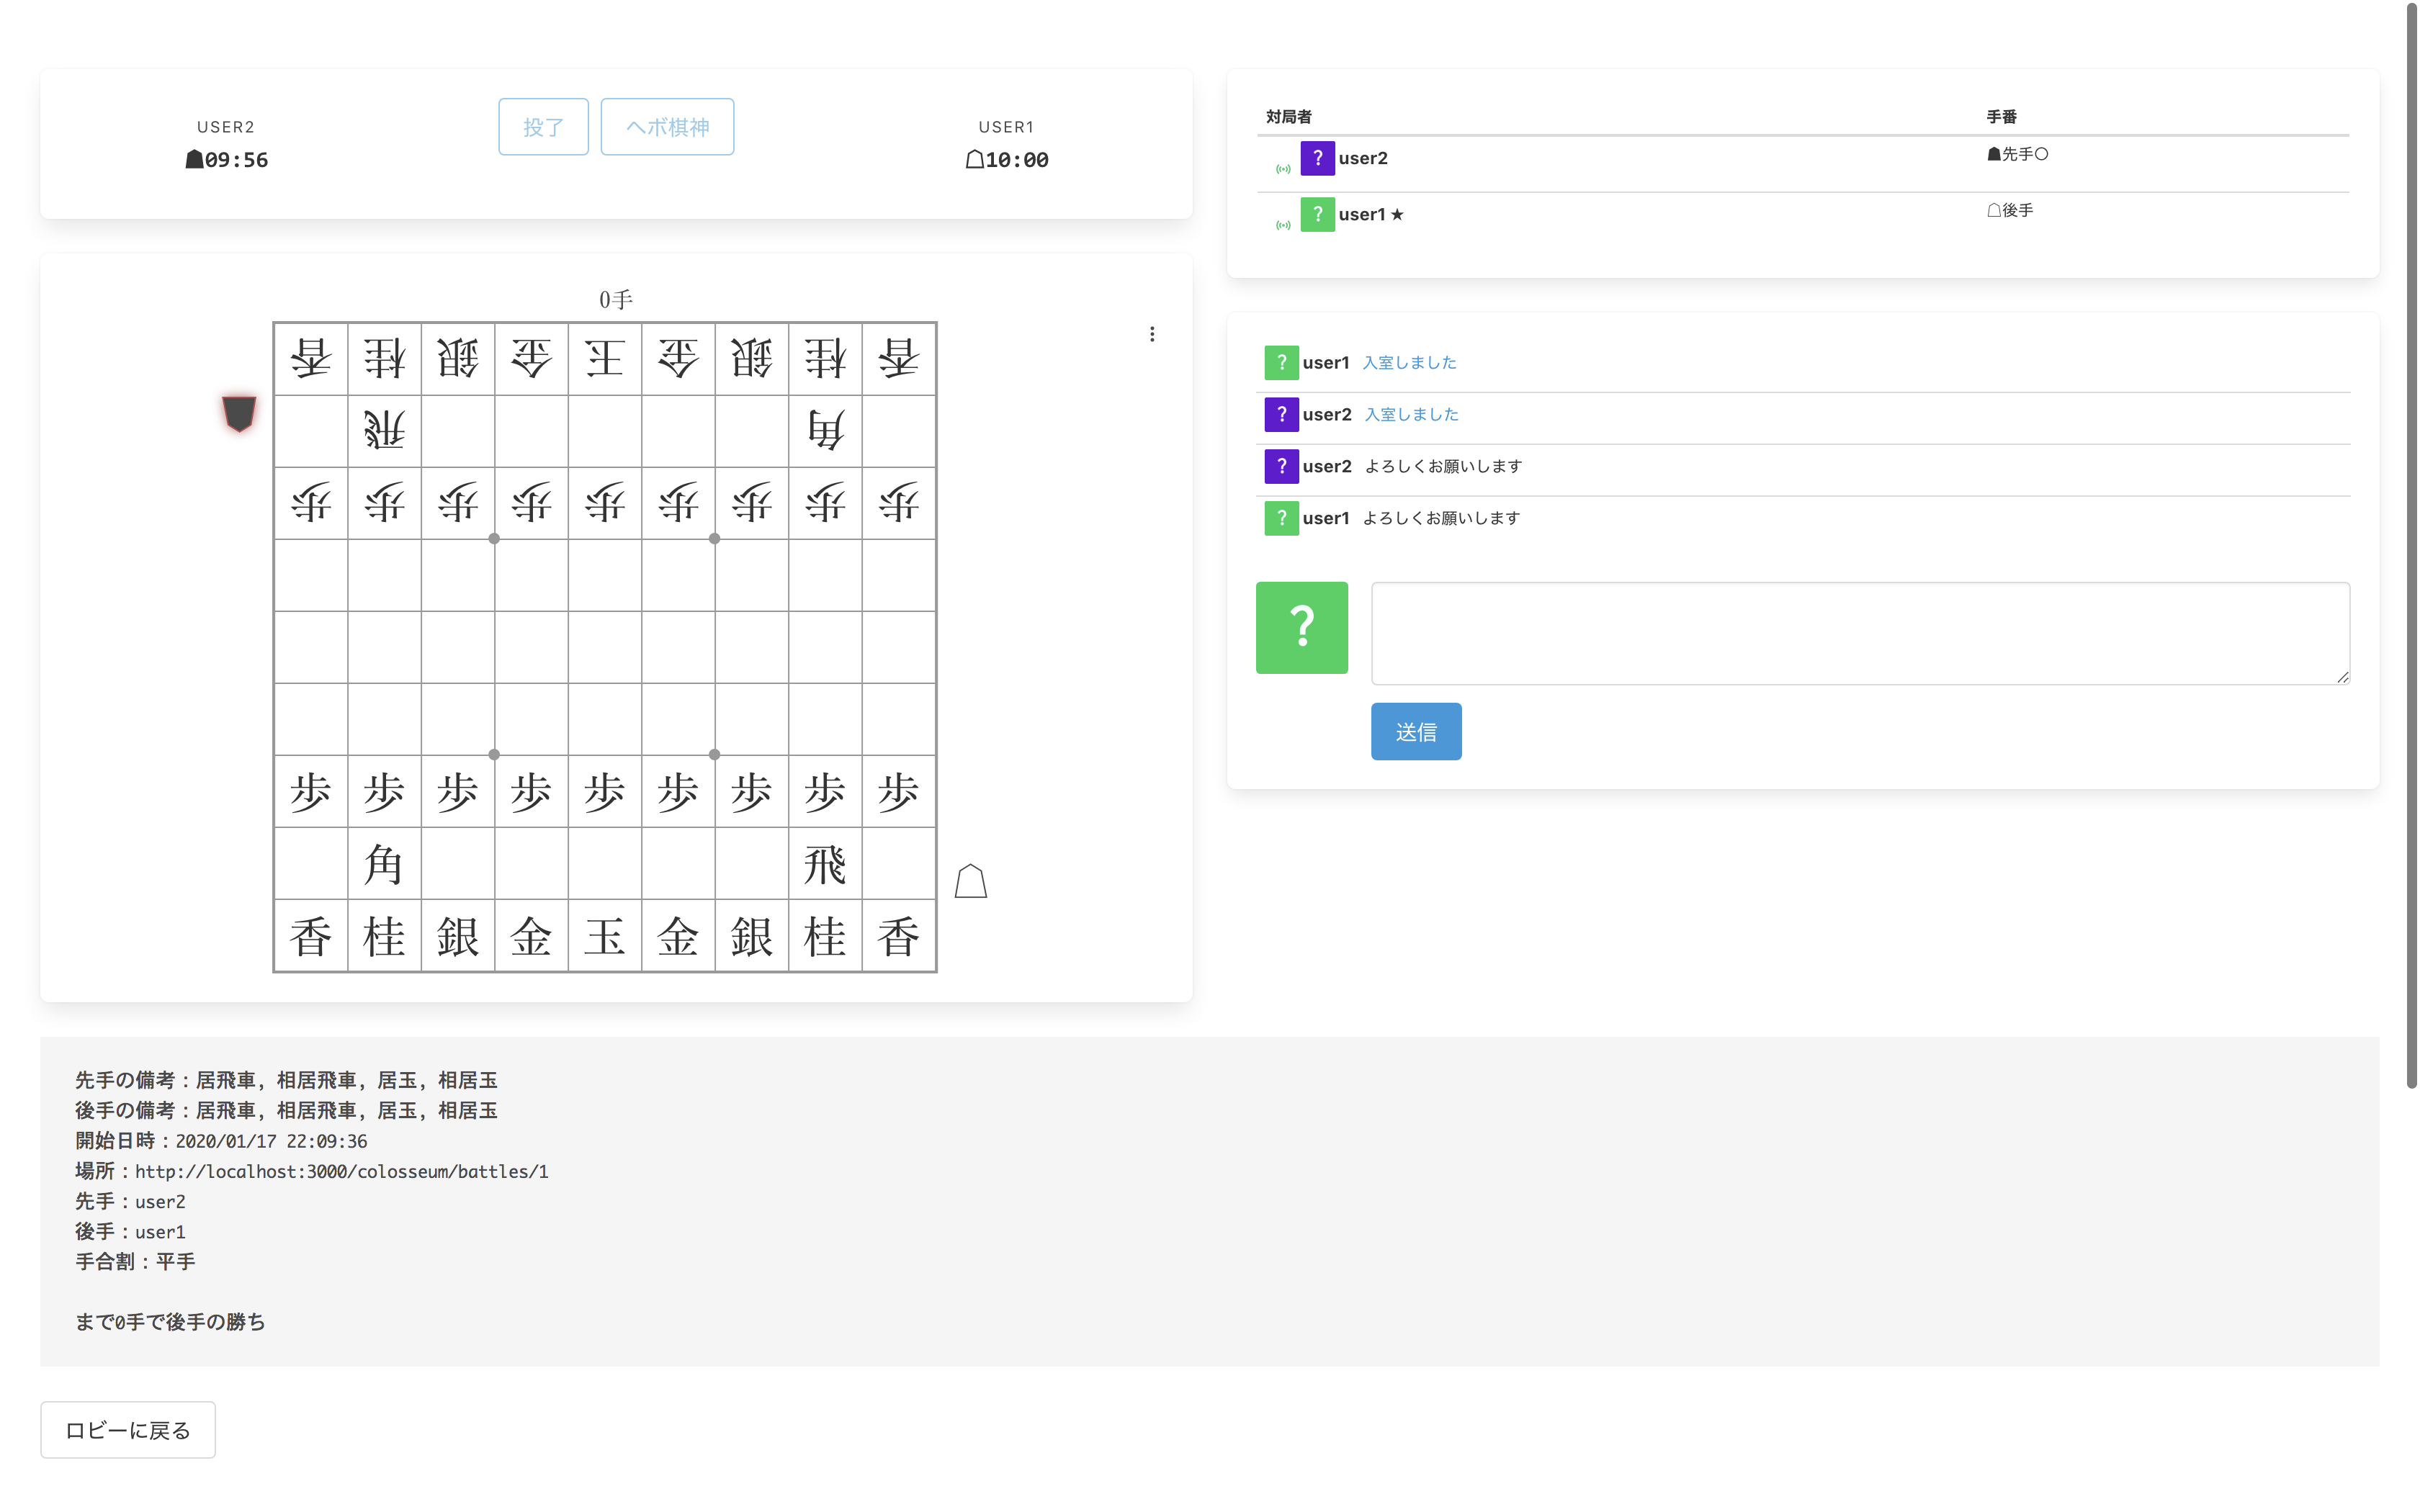 USER2
☗09:56
投了
ヘボ棋神
USER1
☖10:00
0手
香桂銀金王金銀桂香
飛角
歩歩歩歩歩歩歩歩歩
歩歩歩歩歩歩歩歩歩
角飛
香桂銀金玉金銀桂香
対局者 手番
? user2 ☗先手〇
? user1 ★ ☖後手
? user1 入室しました
? user2 入室しました
? user2 よろしくお願いします
? user1 よろしくお願いします
?
送信
先手の備考：居飛車, 相居飛車, 居玉, 相居玉
後手の備考：居飛車, 相居飛車, 居玉, 相居玉
開始日時：2020/01/17 22:09:36
場所：http://localhost:3000/colosseum/battles/1
先手：user2
後手：user1
手合割：平手
まで0手で後手の勝ち
ロビーに戻る